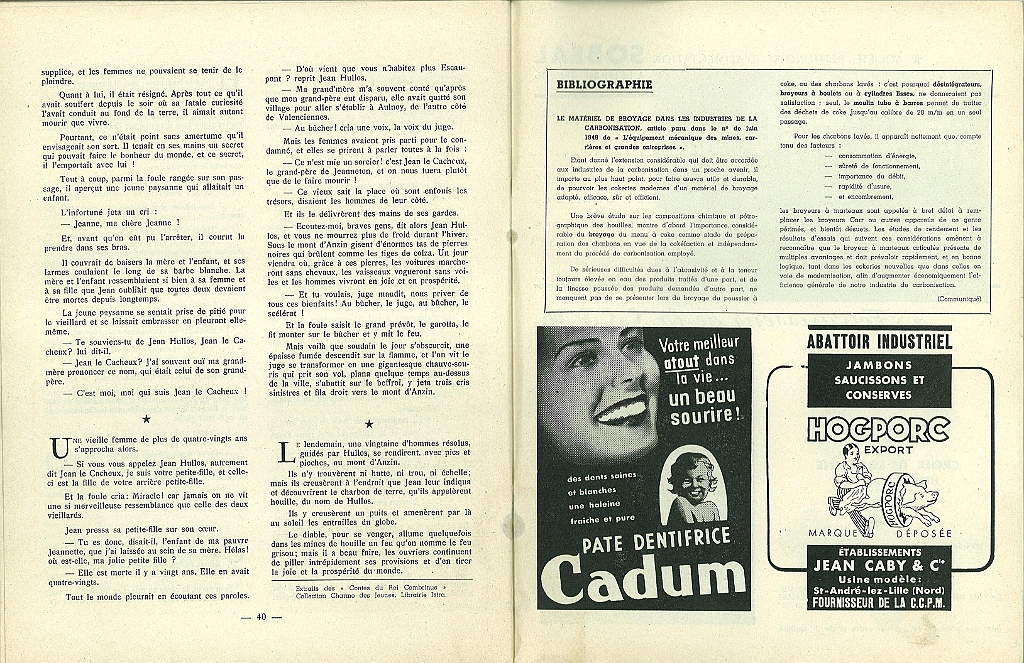 supplice, et les femmes ne pouvaient se tenir de le
plaindre.
Quant à lui, il était résigné. Après tout ce qu'il
avait souffert depuis le soir où sa fatale curiosité
l'avait conduit au fond de la terre, il aimait autant
mourir que vivre.
Pourtant, ce n'était point sans amertume qu'il
envisageait son sort. Il tenait en ses mains un secret
qui pouvait faire le bonheur du monde, et ce secret,
il l'emportait avec lui !
Tout à coup, parmi la foule rangée sur son pas-
sage, il aperçut une jeune paysanne qui allaitait un
enfant.
L'infortuné jeta un cri :
— Jeanne, ma chère Jeanne !
Et, avant qu'on eût pu l'arrêter, il courut la
prendre dans ses bras.
Il couvrait de baisers la mère et l'enfant, et ses
larmes coulaient le long de sa barbe blanche. La
mère et l'enfant ressemblaient si bien à sa femme et
à sa fille que Jean oubliait que toutes deux devaient
être mortes depuis longtemps.
La jeune paysanne se sentait prise de pitié pour
le vieillard et se laissait embrasser en pleurant elle-
même.
— Te souviens-tu de Jean Hullos, Jean le Ca-
cheux? lui dit-il.
— Jean le Cacheux? J'ai souvent ouï ma grand-
mère prononcer ce nom, qui était celui de son grand-
père.
— C'est moi, moi qui suis Jean le Cacheux !
★
UNE vieille femme de plus de quatre-vingts ans
s'approcha alors.
— Si vous vous appelez Jean Hullos, autrement
dit Jean le Cacheux, je suis votre petite-fille, et celle-
ci est la fille de votre arrière petite-fille.
Et la foule cria: Miracle! car jamais on ne vit
une si merveilleuse ressemblance que celle des deux
vieillards.
Jean pressa sa petite-fille sur son cœur.
— Tu es donc, disait-il, l'enfant de ma pauvre
Jeannette, que j'ai laissée au sein de sa mère. Hélas!
où est-elle, ma jolie petite fille ?
— Elle est morte il y a vingt ans. Elle en avait
quatre-vingts.
Tout le monde pleurait en écoutant ces paroles.
— D'où vient que vous n'habitez plus Escau-
pont ? reprit Jean Hullos.
— Ma grand'mère m'a souvent conté qu'après
que mon grand-père eut disparu, elle avait quitté son
village pour aller s'établir à Aulnoy, de l'autre côté
de Valenciennes.
— Au bûcher! cria une voix, la voix du juge.
Mais les femmes avaient pris parti pour le con-
damné, et elles se prirent à parler toutes à la fois :
— Ce n'est mie un sorcier! c'est Jean le Cacheux,
le grand-père de Jeanneton, et on nous tuera plutôt
que de le faire mourir !
— Ce vieux sait la place où sont enfouis les
trésors, disaient les hommes de leur côté.
Et ils le délivrèrent des mains de ses gardes.
— Ecoutez-moi, braves gens, dit alors Jean Hul-
los, et vous ne mourrez plus de froid durant l'hiver.
Sous le mont d'Anzin gisent d'énormes tas de pierres
noires qui brûlent comme les tiges de colza. Un jour
viendra où, grâce à ces pierres, les voitures marche-
ront sans chevaux, les vaisseaux vogueront sans voi-
les et les hommes vivront en joie et en prospérité.
— Et tu voulais, juge maudit, nous priver de
tous ces bienfaits! Au bûcher, le juge, au bûcher, le
scélérat !
Et la foule saisit le grand prévôt, le garotta, le
fit monter sur le bûcher et y mit le feu.
Mais voilà que soudain le jour s'obscurcit, une
épaisse fumée descendit sur la flamme, et l'on vit le
juge se transformer en une gigantesque chauve-sou-
ris qui prit son vol, plana quelque temps au-dessus
de la ville, s'abattit sur le beffroi, y jeta trois cris
sinistres et fila droit vers le mont d'Anzin.
★
LE lendemain, une vingtaine d'hommes résolus,
guidés par Hullos, se rendirent, avec pics et
pioches, au mont d'Anzin.
Ils n'y trouvèrent ni hutte, ni trou, ni échelle;
mais ils creusèrent à l'endroit que Jean leur indiqua
et découvrirent le charbon de terre, qu'ils appelèrent
houille, du nom de Hullos.
Ils y creusèrent un puits et amenèrent par là
au soleil les entrailles du globe.
Le diable, pour se venger, allume quelquefois
dans les mines de houille un feu qu'on nomme le feu
grisou; mais il a beau faire, les ouvriers continuent
de piller intrépidement ses provisions et d'en tirer
la joie et la prospérité du monde.
Extraits des « Contes du Roi Cambrinus »
Collection Charme des Jeunes. Librairie Istra.
— 40 —
BIBLIOGRAPHIE
LE MATÉRIEL DE BROYAGE DANS LES INDUSTRIES DE LA
CARBONISATION, article paru dans le n° de Juin
1948 de « L'équipement mécanique des mines, car-
rières et grandes entreprises ».
Etant donné l'extension considérable qui doit être accordée
aux industries de la carbonisation dans un proche avenir, il
importe au plus haut point, pour faire œuvre utile et durable,
de pourvoir les cokeries modernes d'un matériel de broyage
adapté, efficace, sûr et efficient.
Une brève étude sur les compositions chimique et pétro-
graphique des houilles; montre d'abord l'importance considé-
rable du broyage du menu à coke comme stade de prépa-
ration des charbons en vue de la cokéfaction et indépendam-
ment du procédé de carbonisation employé.
De sérieuses difficultés dues à l'abrasivité et à la teneur
toujours élevée en eau des produits traités d'une part, et de
la finesse poussée des produits demandée d'autre part, ne
manquent pas de se présenter lors du broyage du poussier à
coke, ou des charbons lavés : c'est pourquoi désintégrateurs,
broyeurs à boulets ou à cylindres lisses, ne donneraient pas
satisfaction ; seul, le moulin tube à barres permet de traiter
des déchets de coke jusqu'au calibre de 20 m/m en un seul
passage.
Pour les charbons lavés, il apparaît nettement que, compte
tenu des facteurs :
— consommation d'énergie,
— sûreté de fonctionnement,
— importance du débit,
— rapidité d'usure,
— et encombrement,
les broyeurs à marteaux sont appelés à bref délai à rem-
placer les broyeurs Carr ou autres appareils de ce genre
périmés, et bientôt désuets. Les études de rendement et les
résultats d'essais qui suivent ces considérations amènent à
reconnaître que le broyeur à marteaux articulés présente de
multiples avantages et doit prévaloir rapidement, et en bonne
logique, tant dans les cokeries nouvelles que dans celles en
voie de modernisation, afin d'augmenter économiquement l'ef-
ficience générale de notre industrie de carbonisation.
(Communiqué)
Votre meilleur
atout dans
la vie...
un beau
sourire!
des dents saines
et blanches
une haleine
fraîche et pure
PATE DENTIFRICE
Cadum
ABATTOIR INDUSTRIEL
JAMBONS
SAUCISSONS ET
CONSERVES
HOGPORC
EXPORT
HOGPORC
MARQUE DÉPOSÉE
ÉTABLISSEMENTS
JEAN CABY & Cie
Usine modèle:
St-André-lez-Lille (Nord)
FOURNISSEUR DE LA C.C.P.M.